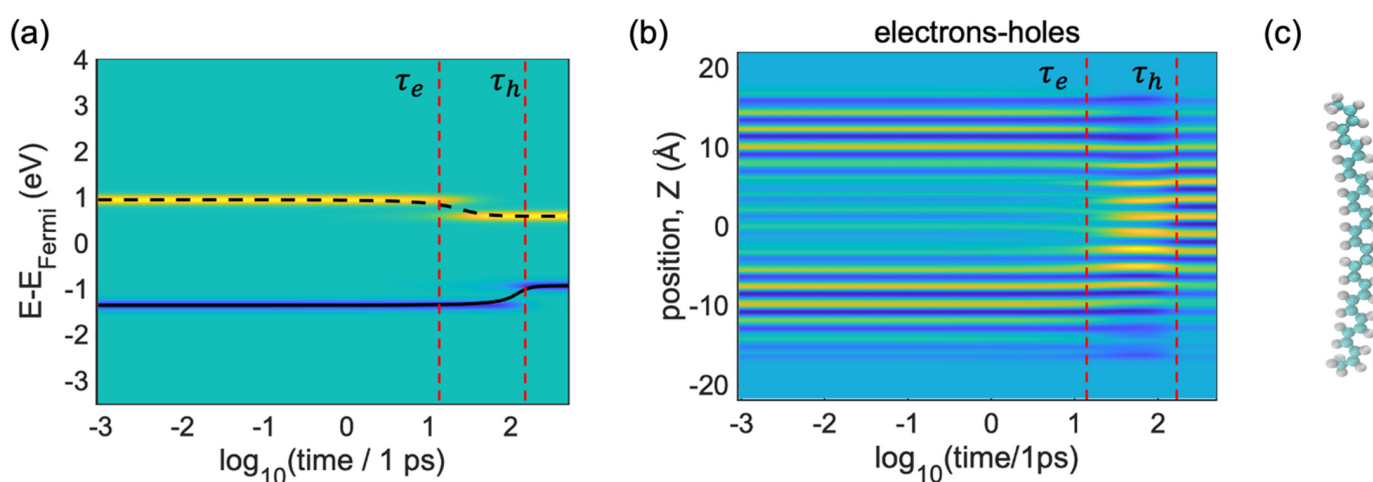 (a)
4
3
2
1
0
-1
-2
-3
E-E_Fermi (eV)
τ_e
τ_h
-3 -2 -1 0 1 2
log_10(time / 1 ps)
(b)
electrons-holes
20
10
0
-10
-20
position, Z (Å)
τ_e
τ_h
-3 -2 -1 0 1 2
log_10(time/1ps)
(c)